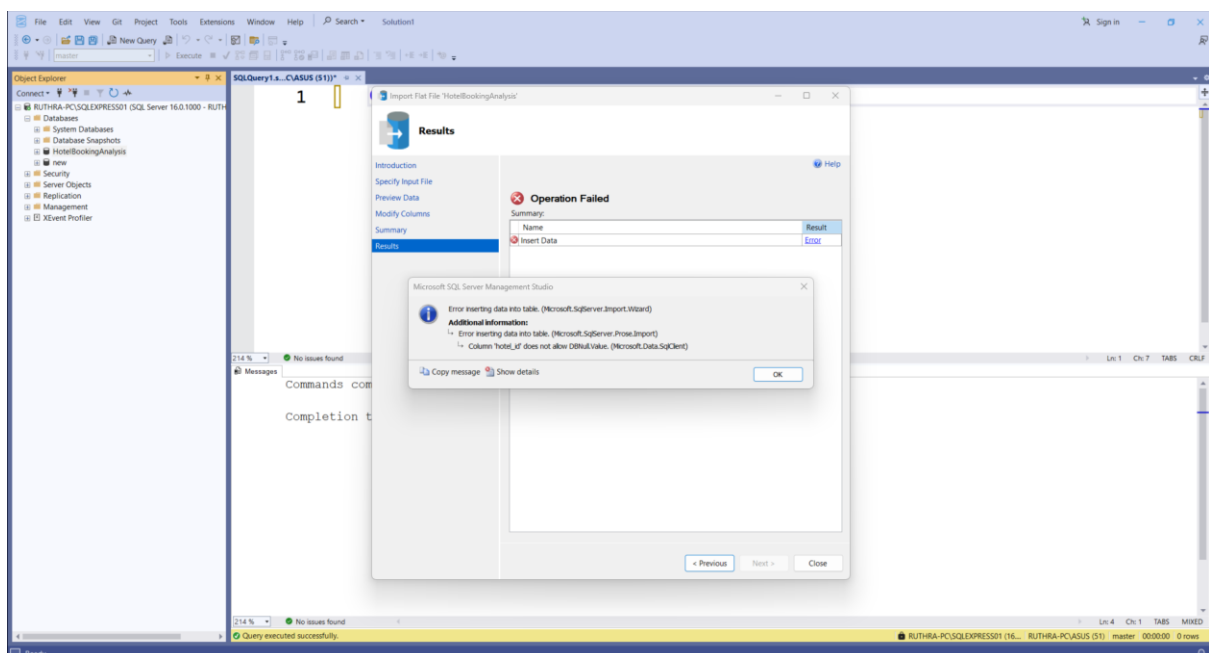 File Edit View Git Project Tools Extensions Window Help Search Solution1 Sign in
New Query
master Execute
Object Explorer
Connect
RUTHRA-PC\SQLEXPRESS01 (SQL Server 16.0.1000 - RUTH
Databases
System Databases
Database Snapshots
HotelBookingAnalysis
new
Security
Server Objects
Replication
Management
XEvent Profiler
SQLQuery1.s...C\ASUS (51))*
1
Import Flat File 'HotelBookingAnalysis'
Results
Help
Introduction
Specify Input File
Preview Data
Modify Columns
Summary
Results
Operation Failed
Summary:
Name Result
Insert Data Error
Microsoft SQL Server Management Studio
Error inserting data into table. (Microsoft.SqlServer.Import.Wizard)
Additional information:
Error inserting data into table. (Microsoft.SqlServer.Prose.Import)
Column 'hotel_id' does not allow DBNull.Value. (Microsoft.Data.SqlClient)
Copy message Show details OK
214 % No issues found Ln: 1 Ch: 7 TABS CRLF
Messages
Commands com
Completion t
< Previous Next > Close
214 % No issues found Ln: 4 Ch: 1 TABS MIXED
Query executed successfully. RUTHRA-PC\SQLEXPRESS01 (16... RUTHRA-PC\ASUS (51) master 00:00:00 0 rows
Ready